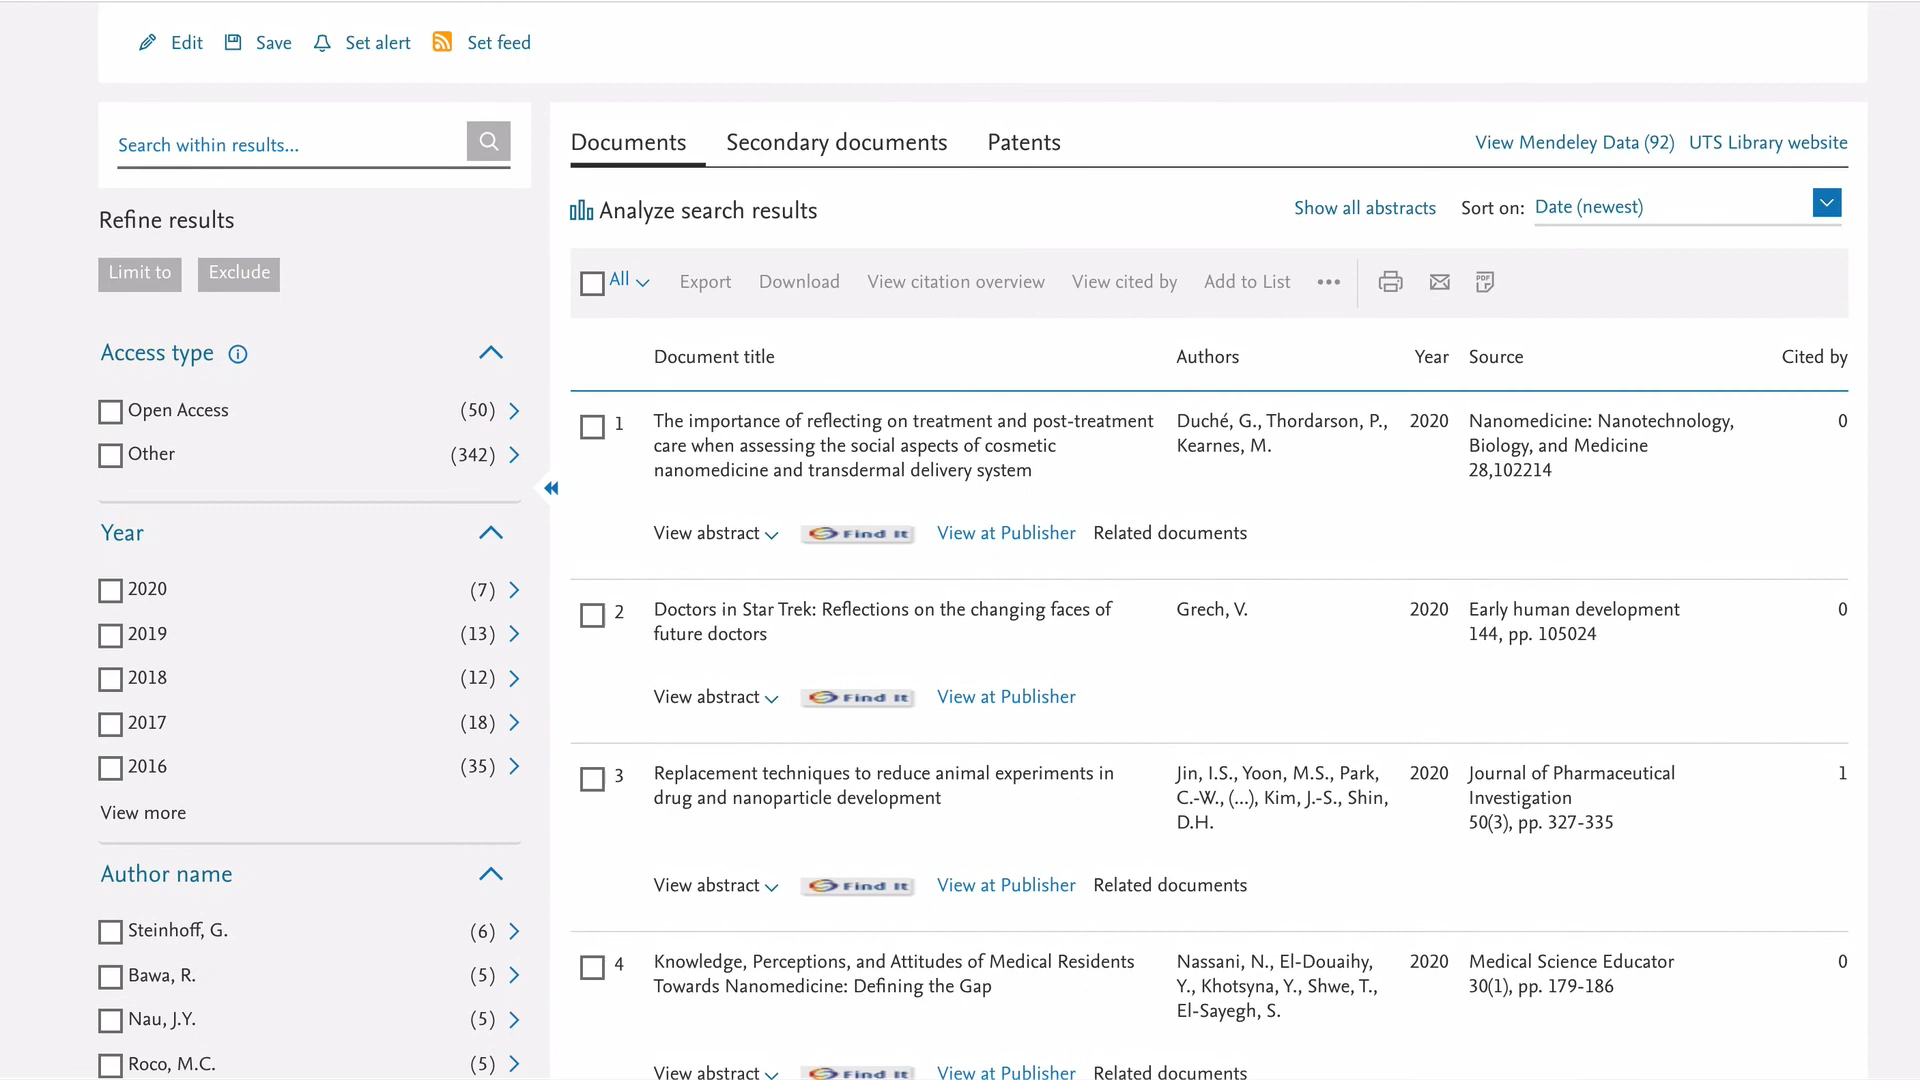 Edit Save Set alert Set feed
Search within results...
Refine results
Limit to Exclude
Access type
Open Access (50)
Other (342)
Year
2020 (7)
2019 (13)
2018 (12)
2017 (18)
2016 (35)
View more
Author name
Steinhoff, G. (6)
Bawa, R. (5)
Nau, J.Y. (5)
Roco, M.C. (5)
Documents Secondary documents Patents View Mendeley Data (92) UTS Library website
Analyze search results Show all abstracts Sort on: Date (newest)
All Export Download View citation overview View cited by Add to List ••• PDF
Document title Authors Year Source Cited by
1 The importance of reflecting on treatment and post-treatment Duché, G., Thordarson, P., 2020 Nanomedicine: Nanotechnology, 0
care when assessing the social aspects of cosmetic Kearnes, M. Biology, and Medicine
nanomedicine and transdermal delivery system 28,102214
View abstract Find It View at Publisher Related documents
2 Doctors in Star Trek: Reflections on the changing faces of Grech, V. 2020 Early human development 0
future doctors 144, pp. 105024
View abstract Find It View at Publisher
3 Replacement techniques to reduce animal experiments in Jin, I.S., Yoon, M.S., Park, 2020 Journal of Pharmaceutical 1
drug and nanoparticle development C.-W., (...), Kim, J.-S., Shin, Investigation
D.H. 50(3), pp. 327-335
View abstract Find It View at Publisher Related documents
4 Knowledge, Perceptions, and Attitudes of Medical Residents Nassani, N., El-Douaihy, 2020 Medical Science Educator 0
Towards Nanomedicine: Defining the Gap Y., Khotsyna, Y., Shwe, T., 30(1), pp. 179-186
El-Sayegh, S.
View abstract Find It View at Publisher Related documents